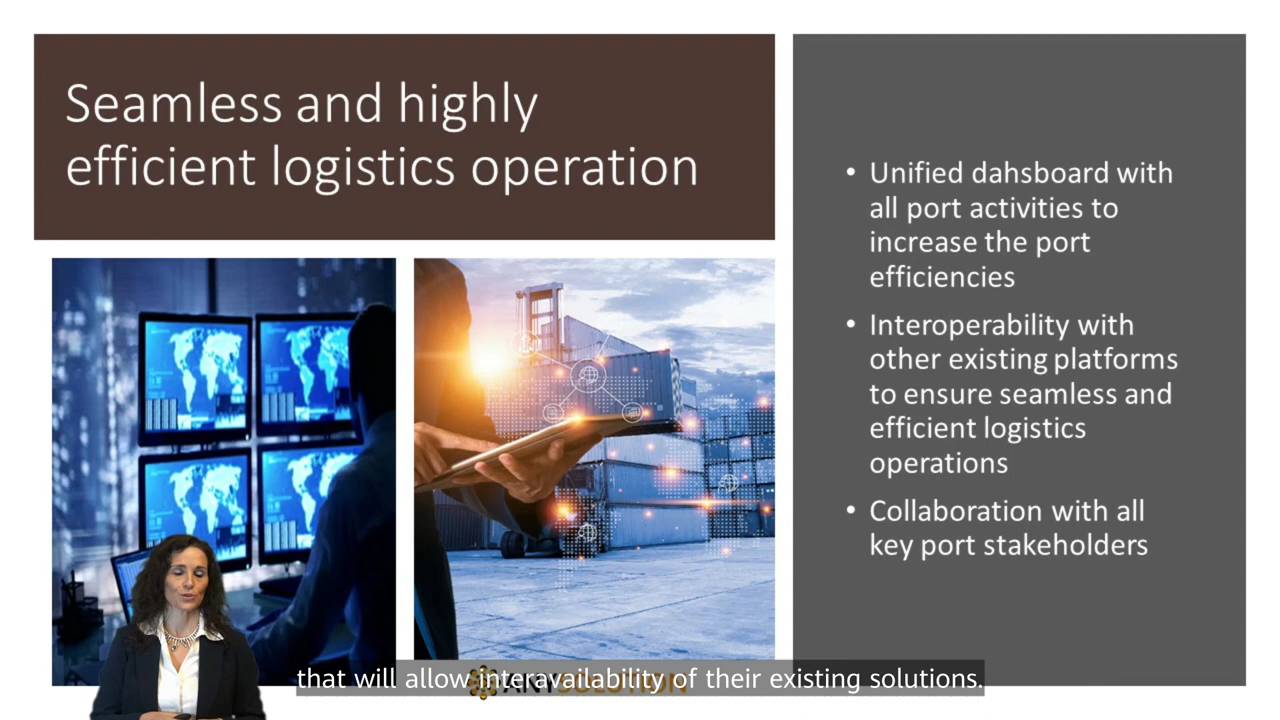 Seamless and highly
efficient logistics operation
• Unified dahsboard with
all port activities to
increase the port
efficiencies
• Interoperability with
other existing platforms
to ensure seamless and
efficient logistics
operations
• Collaboration with all
key port stakeholders
that will allow interavailability of their existing solutions.
ANYSOLUTION